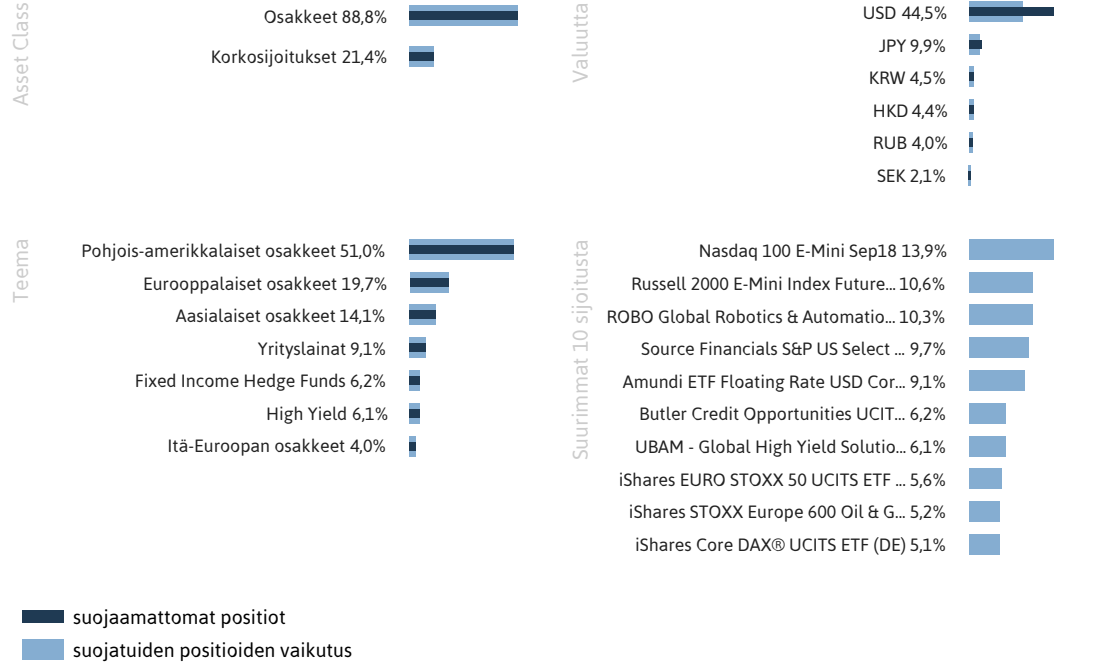 Asset Class
Osakkeet 88,8%
Korkosijoitukset 21,4%
Valuutta
USD 44,5%
JPY 9,9%
KRW 4,5%
HKD 4,4%
RUB 4,0%
SEK 2,1%
Teema
Pohjois-amerikkalaiset osakkeet 51,0%
Eurooppalaiset osakkeet 19,7%
Aasialaiset osakkeet 14,1%
Yrityslainat 9,1%
Fixed Income Hedge Funds 6,2%
High Yield 6,1%
Itä-Euroopan osakkeet 4,0%
Suurimmat 10 sijoitusta
Nasdaq 100 E-Mini Sep18 13,9%
Russell 2000 E-Mini Index Future... 10,6%
ROBO Global Robotics & Automatio... 10,3%
Source Financials S&P US Select ... 9,7%
Amundi ETF Floating Rate USD Cor... 9,1%
Butler Credit Opportunities UCIT... 6,2%
UBAM - Global High Yield Solutio... 6,1%
iShares EURO STOXX 50 UCITS ETF ... 5,6%
iShares STOXX Europe 600 Oil & G... 5,2%
iShares Core DAX® UCITS ETF (DE) 5,1%
suojaamattomat positiot
suojatuiden positioiden vaikutus